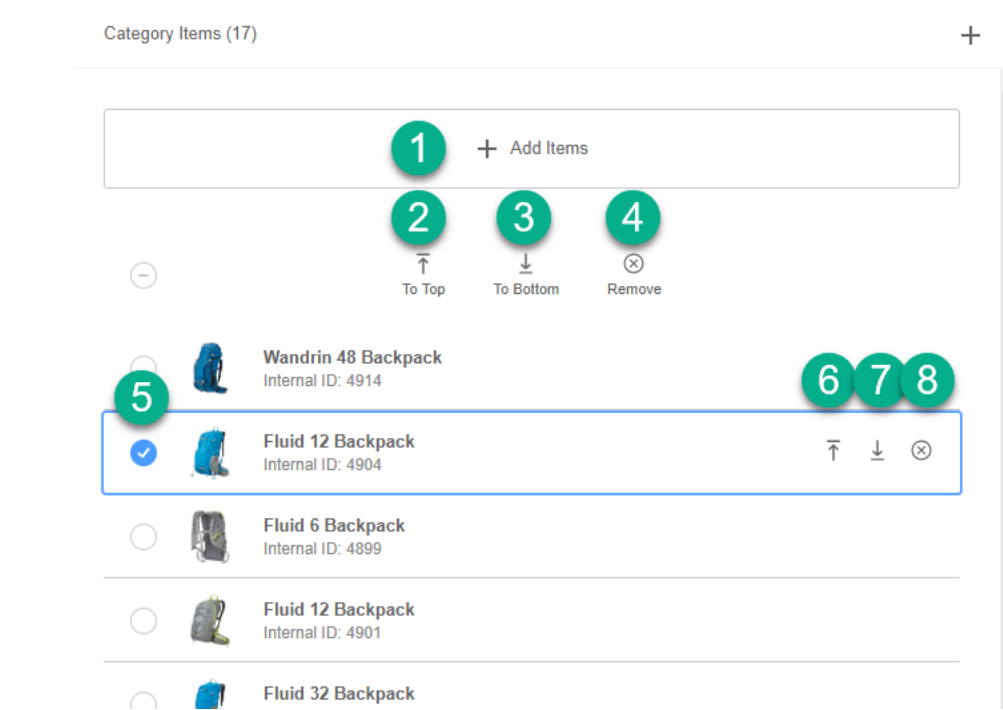 Category Items (17)
1 Add Items
2 3 4
To Top To Bottom Remove
Wandrin 48 Backpack
Internal ID: 4914
5 6 7 8
Fluid 12 Backpack
Internal ID: 4904
Fluid 6 Backpack
Internal ID: 4899
Fluid 12 Backpack
Internal ID: 4901
Fluid 32 Backpack